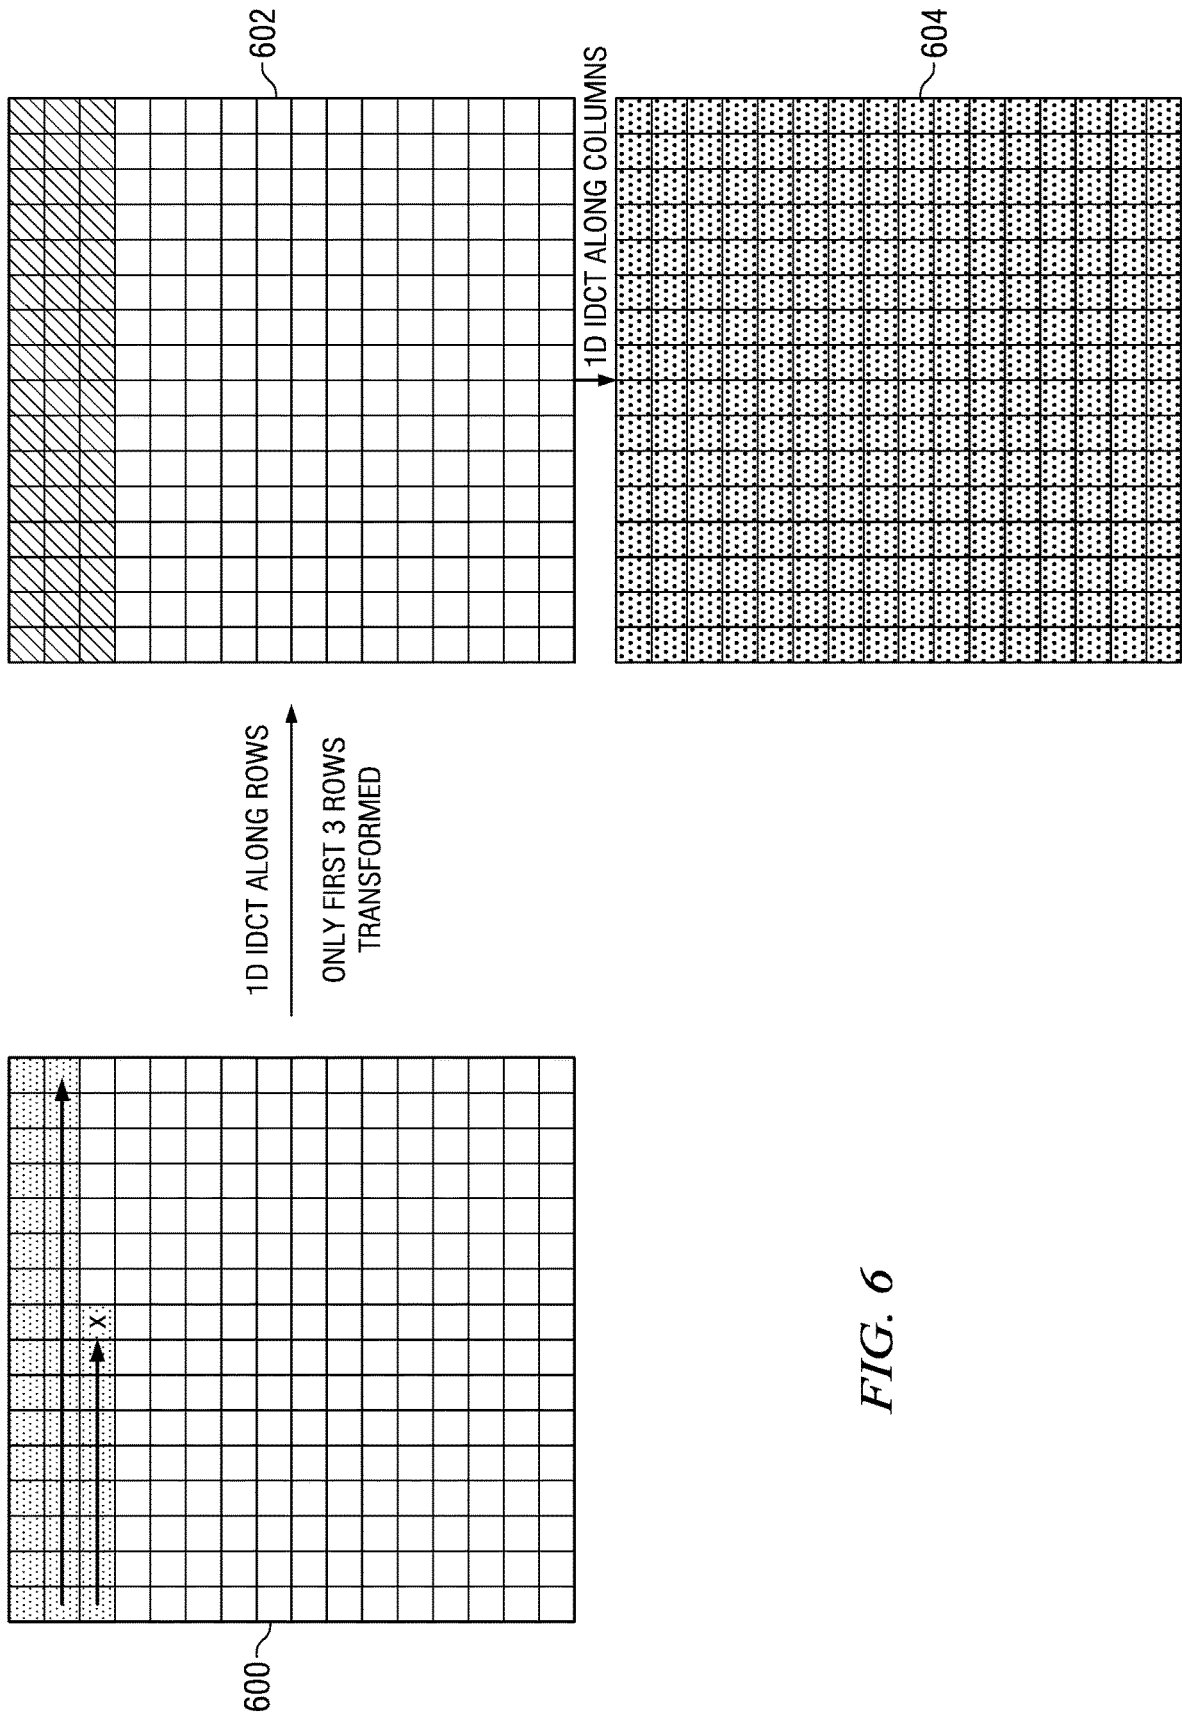 602
604
1D IDCT ALONG COLUMNS
1D IDCT ALONG ROWS
ONLY FIRST 3 ROWS
TRANSFORMED
X
600
FIG. 6